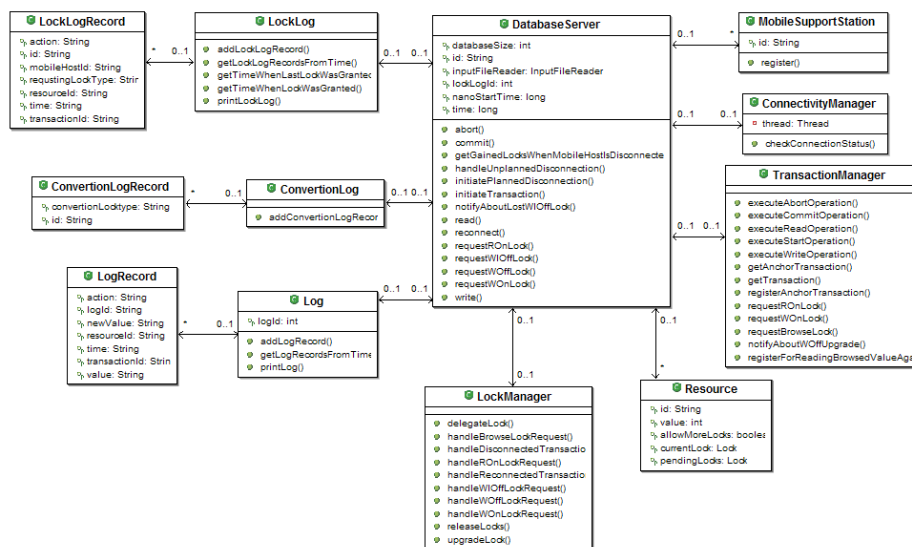 LockLogRecord
action: String
id: String
mobileHostId: String
requstingLockType: Strir
resourceId: String
time: String
transactionId: String
* 0..1
LockLog
addLockLogRecord()
getLockLogRecordsFromTime()
getTimeWhenLastLockWasGranted
getTimeWhenLockWasGranted()
printLockLog()
0..1 0..1
DatabaseServer
databaseSize: int
id: String
inputFileReader: InputFileReader
lockLogId: int
nanoStartTime: long
time: long
abort()
commit()
getGainedLocksWhenMobileHostIsDisconnecte
handleUnplannedDisconnection()
initiatePlannedDisconnection()
initiateTransaction()
notifyAboutLostWIOffLock()
read()
reconnect()
requestROnLock()
requestWIOffLock()
requestWOffLock()
requestWOnLock()
write()
0..1 *
MobileSupportStation
id: String
register()
0..1 0..1
ConnectivityManager
thread: Thread
checkConnectionStatus()
0..1 0..1
TransactionManager
executeAbortOperation()
executeCommitOperation()
executeReadOperation()
executeStartOperation()
executeWriteOperation()
getAnchorTransaction()
getTransaction()
registerAnchorTransaction()
requestROnLock()
requestWOnLock()
requestBrowseLock()
notifyAboutWOffUpgrade()
registerForReadingBrowsedValueAga
ConvertionLogRecord
convertionLocktype: String
id: String
* 0..1
ConvertionLog
addConvertionLogRecor
0..1 0..1
LogRecord
action: String
logId: String
newValue: String
resourceId: String
time: String
transactionId: Strin
value: String
* 0..1
Log
logId: int
addLogRecord()
getLogRecordsFromTime
printLog()
0..1 0..1
0..1
0..1
LockManager
delegateLock()
handleBrowseLockRequest()
handleDisconnectedTransactio
handleROnLockRequest()
handleReconnectedTransactio
handleWIOffLockRequest()
handleWOffLockRequest()
handleWOnLockRequest()
releaseLocks()
upgradeLock()
0..1
*
Resource
id: String
value: int
allowMoreLocks: boolea
currentLock: Lock
pendingLocks: Lock